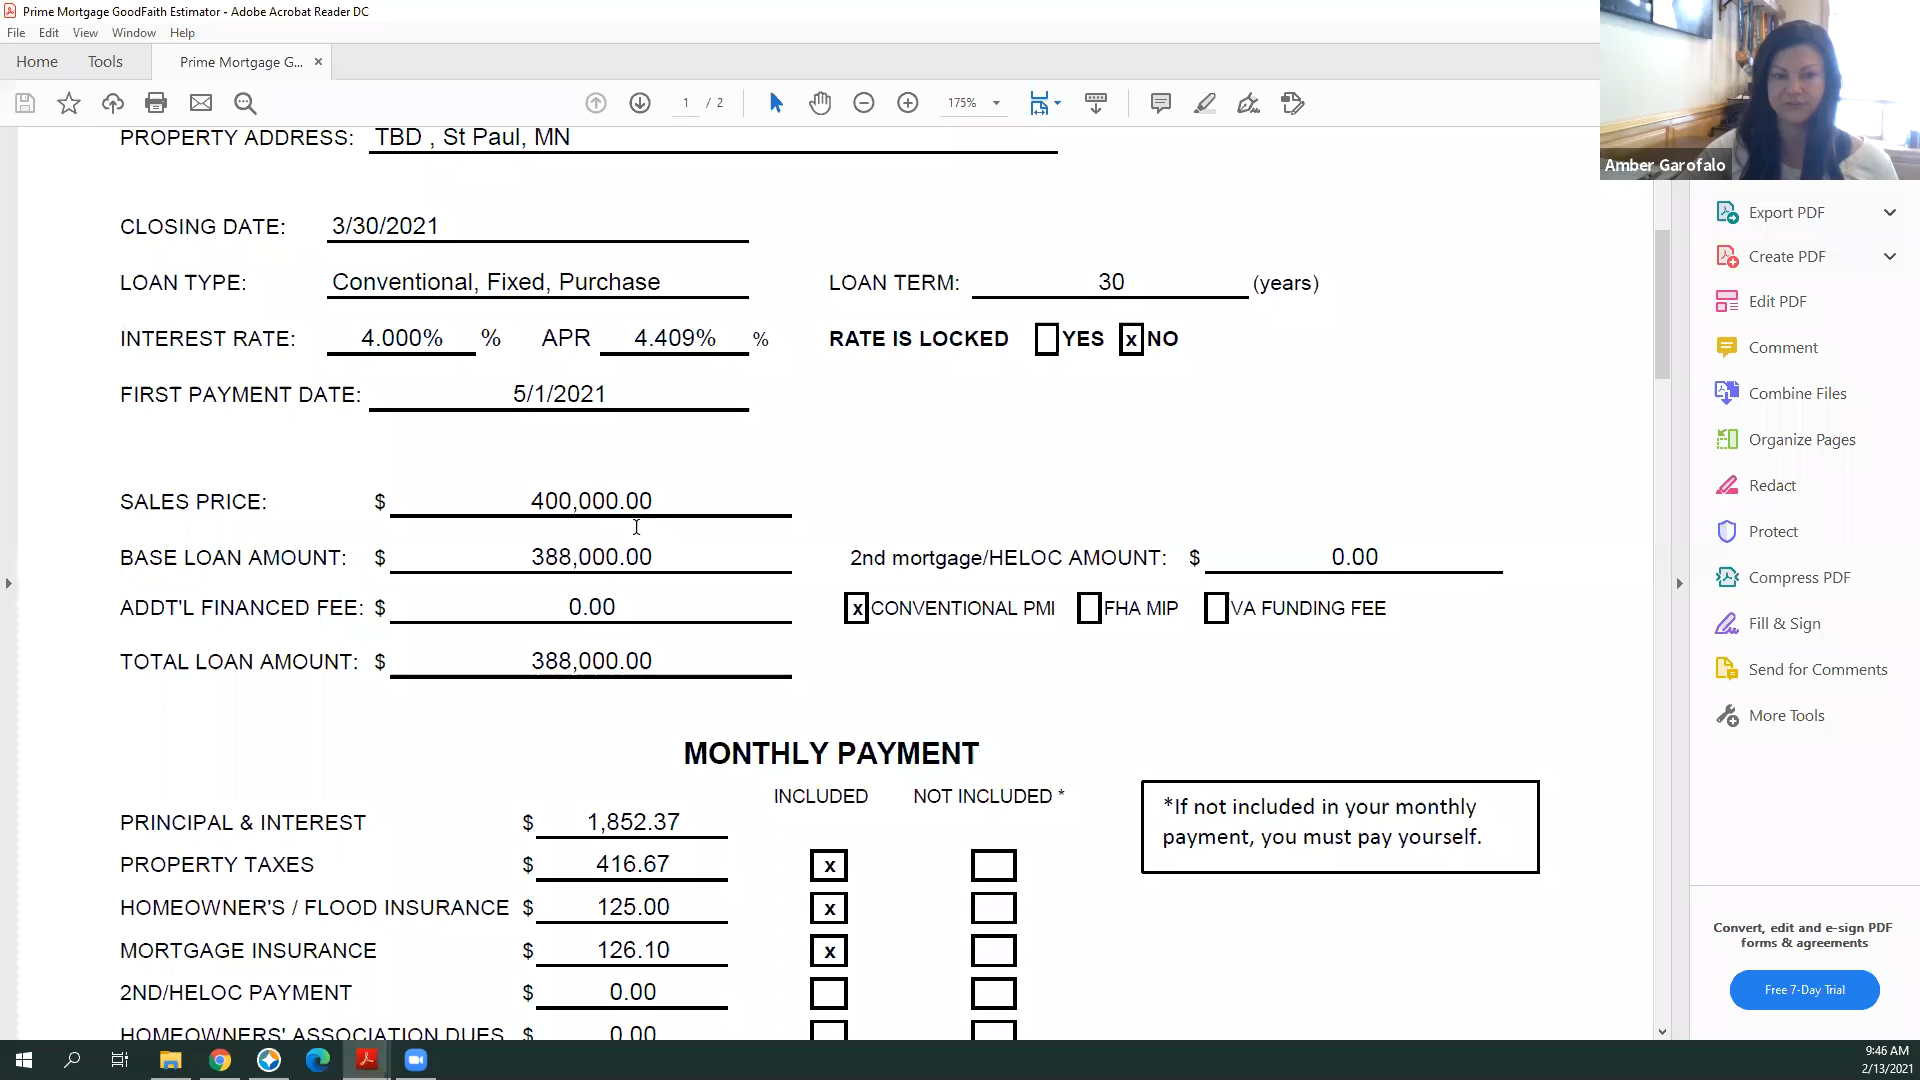 Prime Mortgage GoodFaith Estimator - Adobe Acrobat Reader DC
File Edit View Window Help
Home Tools Prime Mortgage G... ×
1 / 2 175%
Amber Garofalo
PROPERTY ADDRESS: TBD , St Paul, MN
CLOSING DATE: 3/30/2021
LOAN TYPE: Conventional, Fixed, Purchase LOAN TERM: 30 (years)
INTEREST RATE: 4.000% % APR 4.409% % RATE IS LOCKED YES x NO
FIRST PAYMENT DATE: 5/1/2021
SALES PRICE: $ 400,000.00
BASE LOAN AMOUNT: $ 388,000.00 2nd mortgage/HELOC AMOUNT: $ 0.00
ADDT'L FINANCED FEE: $ 0.00 x CONVENTIONAL PMI FHA MIP VA FUNDING FEE
TOTAL LOAN AMOUNT: $ 388,000.00
MONTHLY PAYMENT
INCLUDED NOT INCLUDED *
PRINCIPAL & INTEREST $ 1,852.37
PROPERTY TAXES $ 416.67 x
HOMEOWNER'S / FLOOD INSURANCE $ 125.00 x
MORTGAGE INSURANCE $ 126.10 x
2ND/HELOC PAYMENT $ 0.00
HOMEOWNERS' ASSOCIATION DUES $ 0.00
*If not included in your monthly
payment, you must pay yourself.
Export PDF
Create PDF
Edit PDF
Comment
Combine Files
Organize Pages
Redact
Protect
Compress PDF
Fill & Sign
Send for Comments
More Tools
Convert, edit and e-sign PDF
forms & agreements
Free 7-Day Trial
9:46 AM
2/13/2021